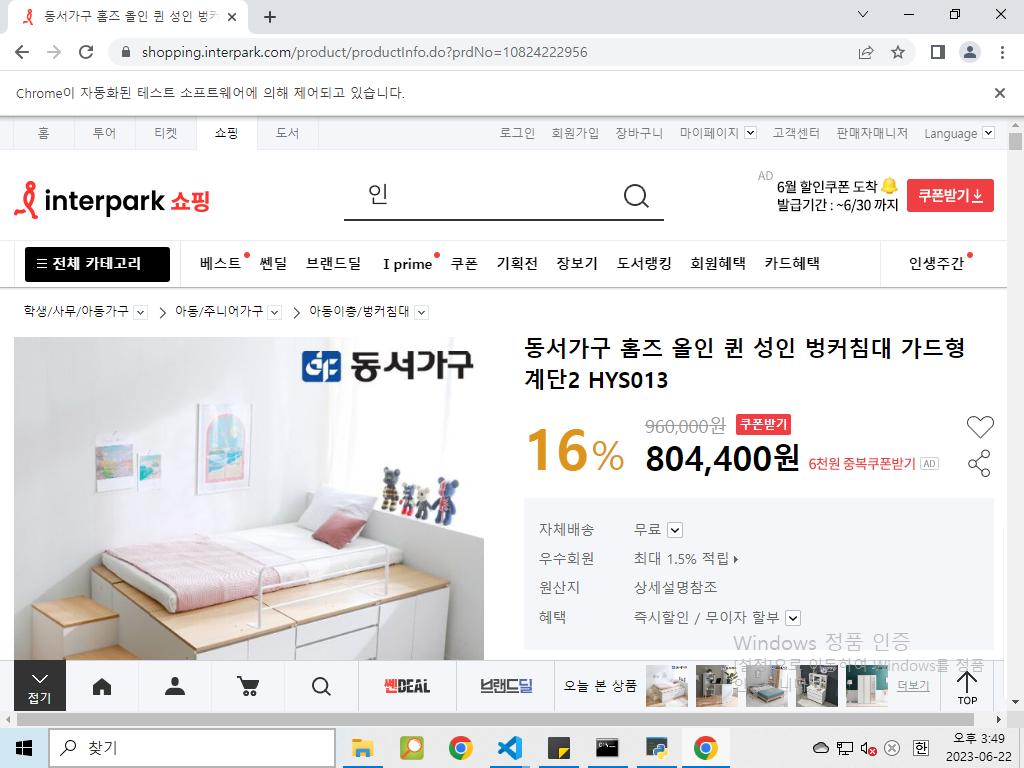 동서가구 홈즈 올인 퀸 성인 벙커
shopping.interpark.com/product/productInfo.do?prdNo=10824222956
Chrome이 자동화된 테스트 소프트웨어에 의해 제어되고 있습니다.
홈 투어 티켓 쇼핑 도서 로그인 회원가입 장바구니 마이페이지 고객센터 판매자매니저 Language
interpark 쇼핑
인
AD
6월 할인쿠폰 도착
발급기간 : ~6/30 까지
쿠폰받기
전체 카테고리 베스트 쎈딜 브랜드딜 I prime 쿠폰 기획전 장보기 도서랭킹 회원혜택 카드혜택 인생주간
학생/사무/아동가구 아동/주니어가구 아동이층/벙커침대
동서가구
동서가구 홈즈 올인 퀸 성인 벙커침대 가드형
계단2 HYS013
16%
960,000원 쿠폰받기
804,400원 6천원 중복쿠폰받기 AD
자체배송 무료
우수회원 최대 1.5% 적립
원산지 상세설명참조
혜택 즉시할인 / 무이자 할부
Windows 정품 인증
[설정]으로 이동하여 Windows를 정품
접기
쎈DEAL
브랜드딜
오늘 본 상품
더보기
TOP
찾기
한
오후 3:49
2023-06-22